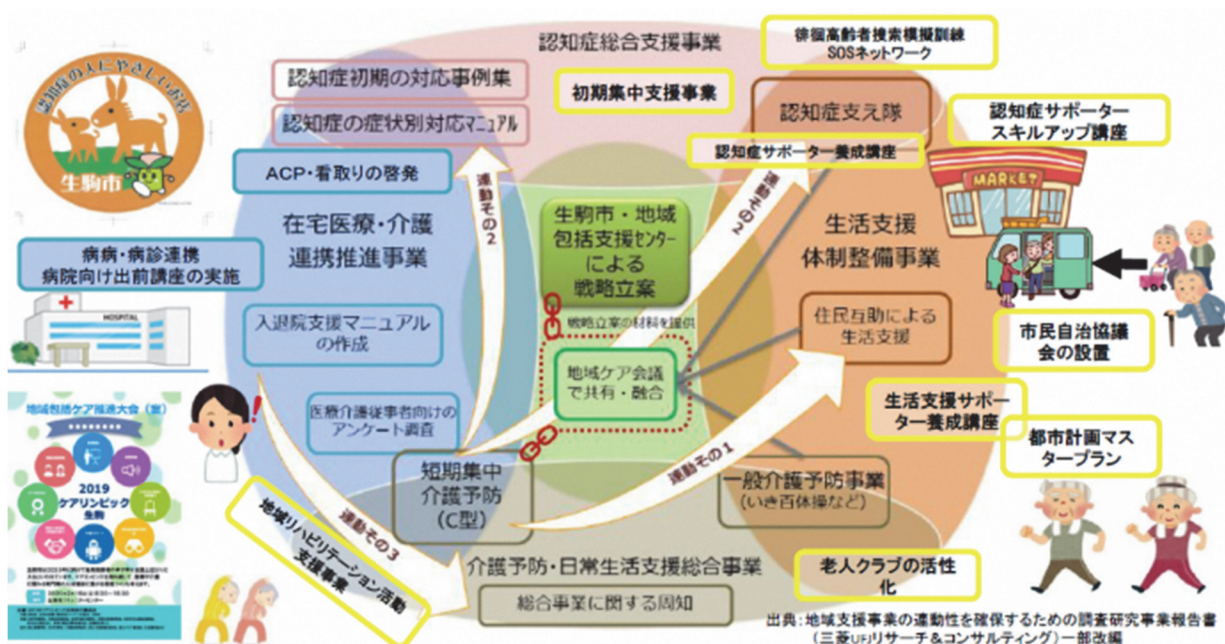 認知症の人にやさしいお店
生駒市
認知症総合支援事業
徘徊高齢者捜索模擬訓練
SOSネットワーク
認知症初期の対応事例集
初期集中支援事業
認知症支え隊
認知症の症状別対応マニュアル
認知症サポーター養成講座
認知症サポーター
スキルアップ講座
ACP・看取りの啓発
連動その2
連動その2
MARKET
在宅医療・介護
連携推進事業
生駒市・地域
包括支援センター
による
戦略立案
生活支援
体制整備事業
病病・病診連携
病院向け出前講座の実施
HOSPITAL
入退院支援マニュアル
の作成
戦略立案の材料を提供
住民互助による
生活支援
市民自治協議
会の設置
地域ケア会議
で共有・融合
医療介護従事者向けの
アンケート調査
生活支援サポー
ター養成講座
都市計画マス
タープラン
地域包括ケア推進大会(案)
2019
ケアリンピック
生駒
短期集中
介護予防
(C型)
連動その1
一般介護予防事業
(いき百体操など)
連動その3
地域リハビリテーション活動
支援事業
介護予防・日常生活支援総合事業
総合事業に関する周知
老人クラブの活性
化
出典:地域支援事業の連動性を確保するための調査研究事業報告書
(三菱UFJリサーチ&コンサルティング)一部改編